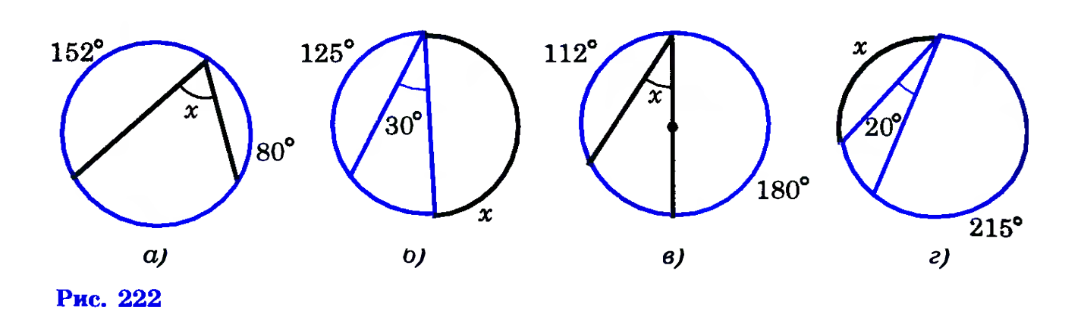 152° 125° 112° x
x 30° x 20°
80° 180°
x 215°
а) б) в) г)
Рис. 222